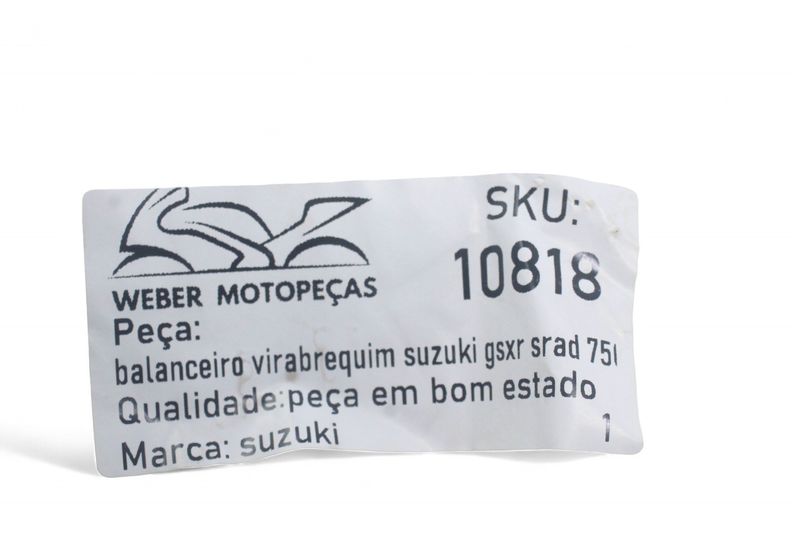 SKU:
10818
WEBER MOTOPEÇAS
Peça:
balanceiro virabrequim suzuki gsxr srad 750
Qualidade:peça em bom estado
Marca: suzuki
1